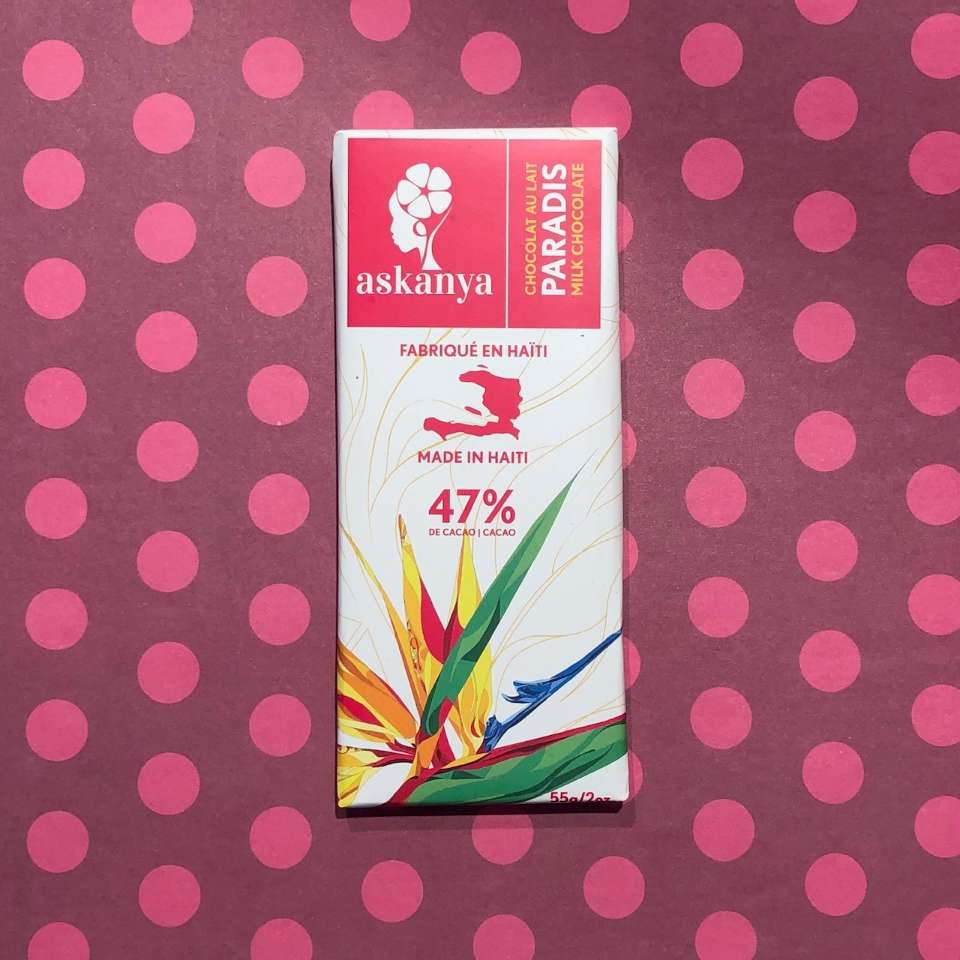 askanya
CHOCOLAT AU LAIT
PARADIS
MILK CHOCOLATE
FABRIQUÉ EN HAÏTI
MADE IN HAITI
47%
DE CACAO | CACAO
55g/2oz